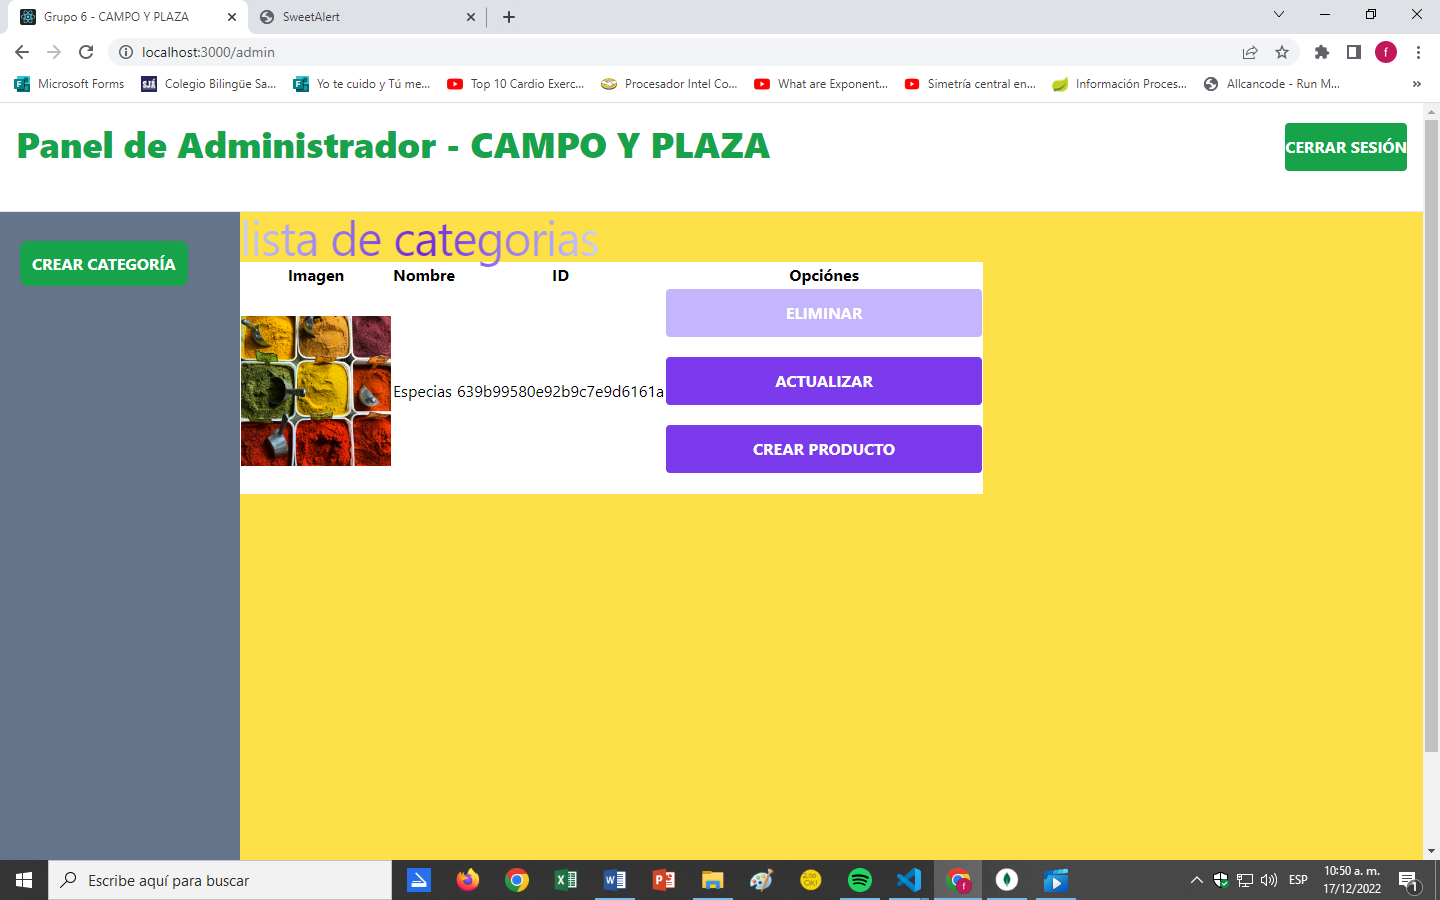 Grupo 6 - CAMPO Y PLAZA
SweetAlert
localhost:3000/admin
f
Microsoft Forms
SJÁ
Colegio Bilingüe Sa...
Yo te cuido y Tú me...
Top 10 Cardio Exerc...
Procesador Intel Co...
What are Exponent...
Simetría central en...
Información Proces...
Allcancode - Run M...
»
Panel de Administrador - CAMPO Y PLAZA
CERRAR SESIÓN
CREAR CATEGORÍA
lista de categorias
Imagen Nombre ID Opciónes
ELIMINAR
Especias 639b99580e92b9c7e9d6161a
ACTUALIZAR
CREAR PRODUCTO
Escribe aquí para buscar
ESP
10:50 a. m.
17/12/2022
1